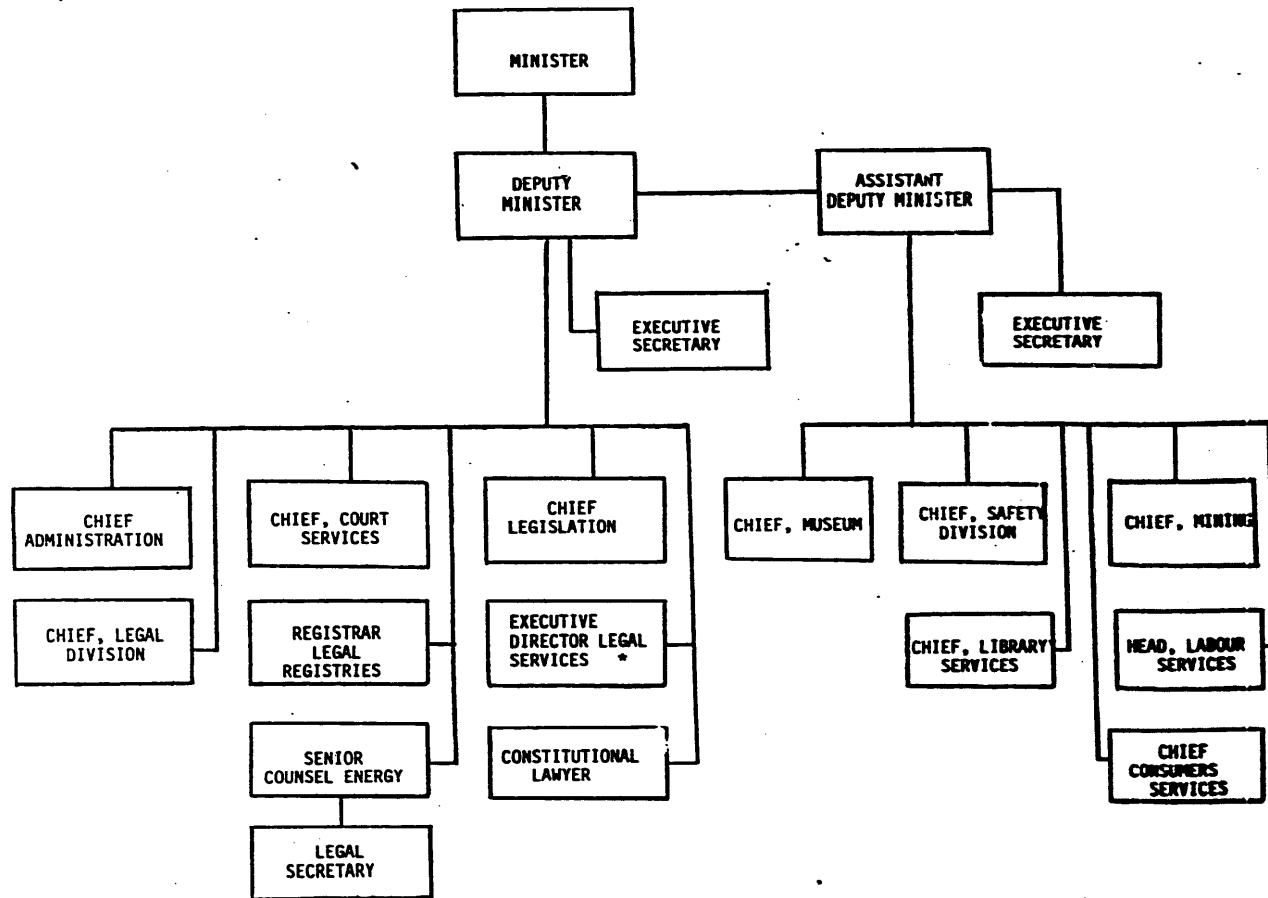 MINISTER
DEPUTY
MINISTER
ASSISTANT
DEPUTY MINISTER
EXECUTIVE
SECRETARY
EXECUTIVE
SECRETARY
CHIEF
ADMINISTRATION
CHIEF, COURT
SERVICES
CHIEF
LEGISLATION
CHIEF, MUSEUM
CHIEF, SAFETY
DIVISION
CHIEF, MINING
CHIEF, LEGAL
DIVISION
REGISTRAR
LEGAL
REGISTRIES
EXECUTIVE
DIRECTOR LEGAL
SERVICES *
CHIEF, LIBRARY
SERVICES
HEAD, LABOUR
SERVICES
SENIOR
COUNSEL ENERGY
CONSTITUTIONAL
LAWYER
CHIEF
CONSUMERS
SERVICES
LEGAL
SECRETARY